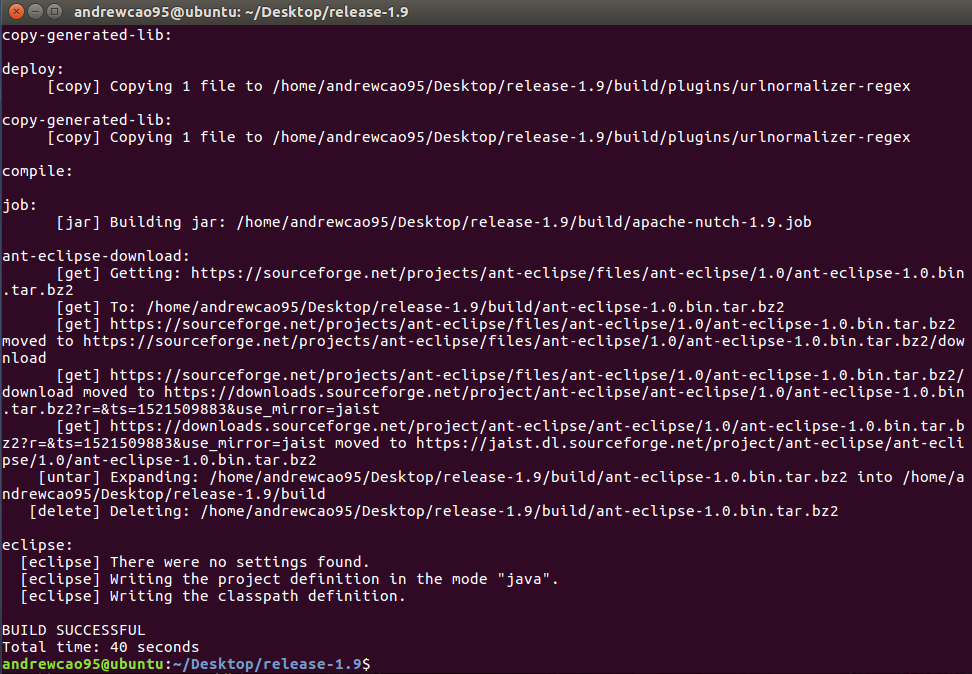 andrewcao95@ubuntu: ~/Desktop/release-1.9
copy-generated-lib:
deploy:
[copy] Copying 1 file to /home/andrewcao95/Desktop/release-1.9/build/plugins/urlnormalizer-regex
copy-generated-lib:
[copy] Copying 1 file to /home/andrewcao95/Desktop/release-1.9/build/plugins/urlnormalizer-regex
compile:
job:
[jar] Building jar: /home/andrewcao95/Desktop/release-1.9/build/apache-nutch-1.9.job
ant-eclipse-download:
[get] Getting: https://sourceforge.net/projects/ant-eclipse/files/ant-eclipse/1.0/ant-eclipse-1.0.bin
.tar.bz2
[get] To: /home/andrewcao95/Desktop/release-1.9/build/ant-eclipse-1.0.bin.tar.bz2
[get] https://sourceforge.net/projects/ant-eclipse/files/ant-eclipse/1.0/ant-eclipse-1.0.bin.tar.bz2
moved to https://sourceforge.net/projects/ant-eclipse/files/ant-eclipse/1.0/ant-eclipse-1.0.bin.tar.bz2/dow
nload
[get] https://sourceforge.net/projects/ant-eclipse/files/ant-eclipse/1.0/ant-eclipse-1.0.bin.tar.bz2/
download moved to https://downloads.sourceforge.net/project/ant-eclipse/ant-eclipse/1.0/ant-eclipse-1.0.bin
.tar.bz2?r=&ts=1521509883&use_mirror=jaist
[get] https://downloads.sourceforge.net/project/ant-eclipse/ant-eclipse/1.0/ant-eclipse-1.0.bin.tar.b
z2?r=&ts=1521509883&use_mirror=jaist moved to https://jaist.dl.sourceforge.net/project/ant-eclipse/ant-ecli
pse/1.0/ant-eclipse-1.0.bin.tar.bz2
[untar] Expanding: /home/andrewcao95/Desktop/release-1.9/build/ant-eclipse-1.0.bin.tar.bz2 into /home/a
ndrewcao95/Desktop/release-1.9/build
[delete] Deleting: /home/andrewcao95/Desktop/release-1.9/build/ant-eclipse-1.0.bin.tar.bz2
eclipse:
[eclipse] There were no settings found.
[eclipse] Writing the project definition in the mode "java".
[eclipse] Writing the classpath definition.
BUILD SUCCESSFUL
Total time: 40 seconds
andrewcao95@ubuntu:~/Desktop/release-1.9$